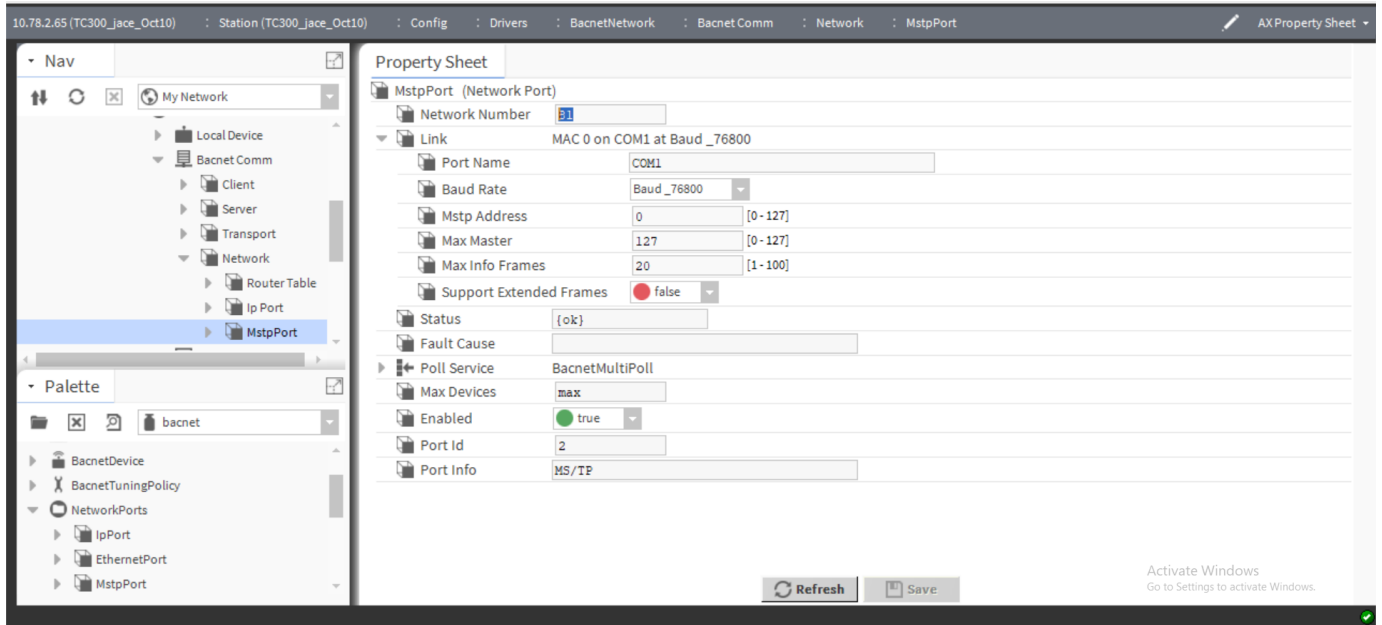 10.78.2.65 (TC300_jace_Oct10) : Station (TC300_jace_Oct10) : Config : Drivers : BacnetNetwork : Bacnet Comm : Network : MstpPort AX Property Sheet
Nav
My Network
Local Device
Bacnet Comm
Client
Server
Transport
Network
Router Table
Ip Port
MstpPort
Palette
bacnet
BacnetDevice
BacnetTuningPolicy
NetworkPorts
IpPort
EthernetPort
MstpPort
Property Sheet
MstpPort (Network Port)
Network Number 31
Link MAC 0 on COM1 at Baud _76800
Port Name COM1
Baud Rate Baud _76800
Mstp Address 0 [0 - 127]
Max Master 127 [0 - 127]
Max Info Frames 20 [1 - 100]
Support Extended Frames false
Status {ok}
Fault Cause
Poll Service BacnetMultiPoll
Max Devices max
Enabled true
Port Id 2
Port Info MS/TP
Refresh Save
Activate Windows
Go to Settings to activate Windows.